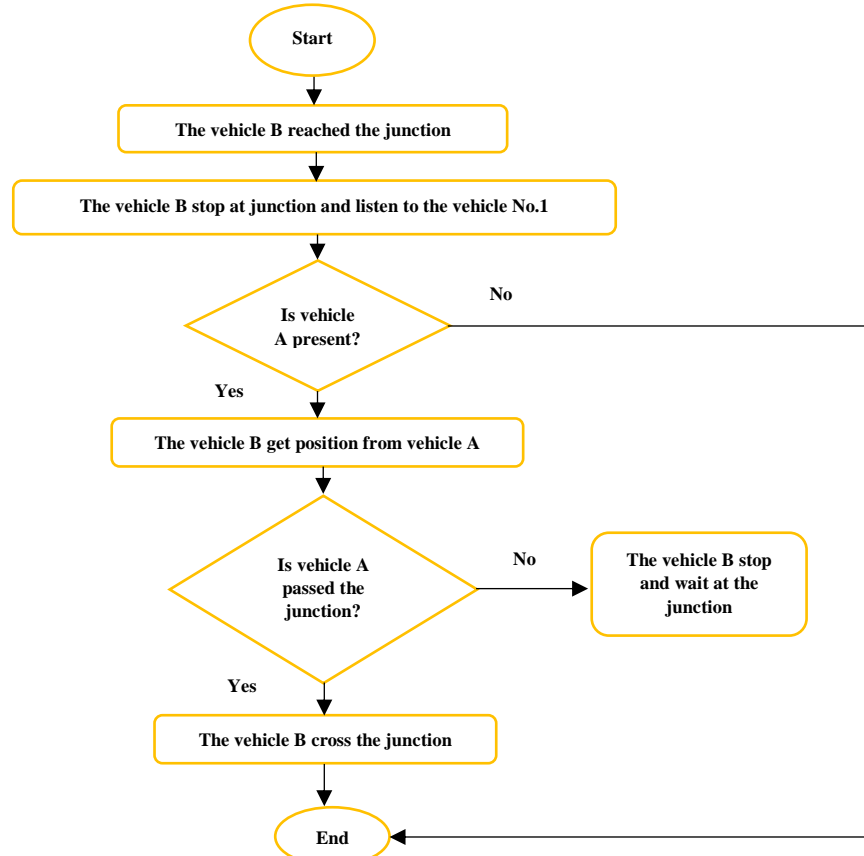 Start
The vehicle B reached the junction
The vehicle B stop at junction and listen to the vehicle No.1
Is vehicle
A present?
No
Yes
The vehicle B get position from vehicle A
Is vehicle A
passed the
junction?
No
The vehicle B stop
and wait at the
junction
Yes
The vehicle B cross the junction
End